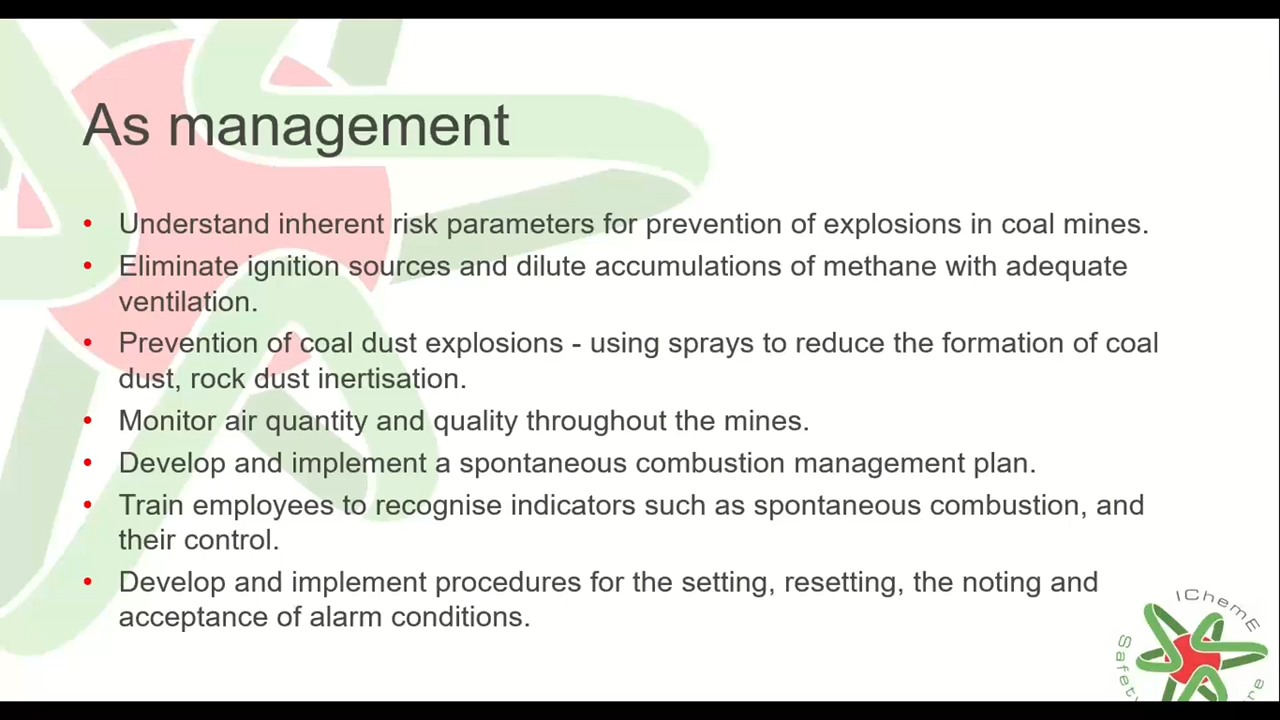 As management
• Understand inherent risk parameters for prevention of explosions in coal mines.
• Eliminate ignition sources and dilute accumulations of methane with adequate
ventilation.
• Prevention of coal dust explosions - using sprays to reduce the formation of coal
dust, rock dust inertisation.
• Monitor air quantity and quality throughout the mines.
• Develop and implement a spontaneous combustion management plan.
• Train employees to recognise indicators such as spontaneous combustion, and
their control.
• Develop and implement procedures for the setting, resetting, the noting and
acceptance of alarm conditions.
IChemE
Safety